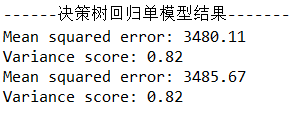 ------决策树回归单模型结果-------
Mean squared error: 3480.11
Variance score: 0.82
Mean squared error: 3485.67
Variance score: 0.82